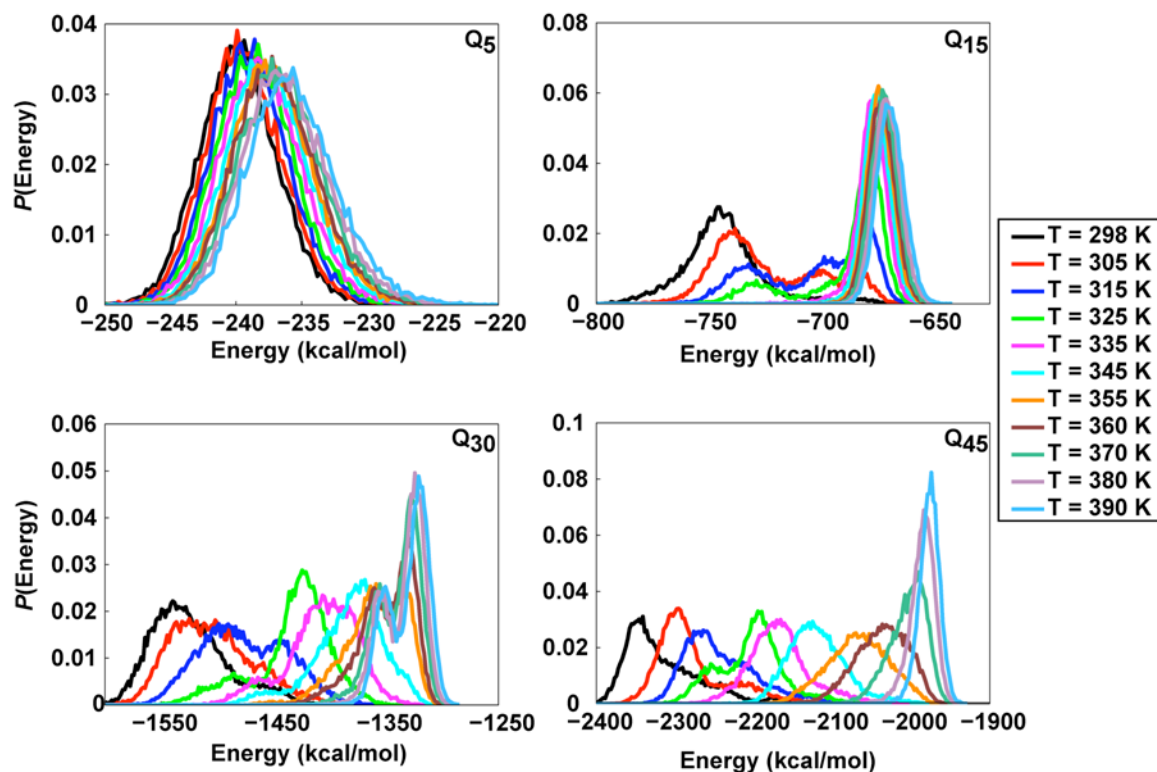 Q5
P(Energy)
0.04
0.03
0.02
0.01
0
−250 −245 −240 −235 −230 −225 −220
Energy (kcal/mol)
Q15
0.08
0.06
0.04
0.02
0
−800 −750 −700 −650
Energy (kcal/mol)
T = 298 K
T = 305 K
T = 315 K
T = 325 K
T = 335 K
T = 345 K
T = 355 K
T = 360 K
T = 370 K
T = 380 K
T = 390 K
Q30
P(Energy)
0.06
0.05
0.04
0.03
0.02
0.01
0
−1550 −1450 −1350 −1250
Energy (kcal/mol)
Q45
0.1
0.08
0.06
0.04
0.02
0
−2400 −2300 −2200 −2100 −2000 −1900
Energy (kcal/mol)